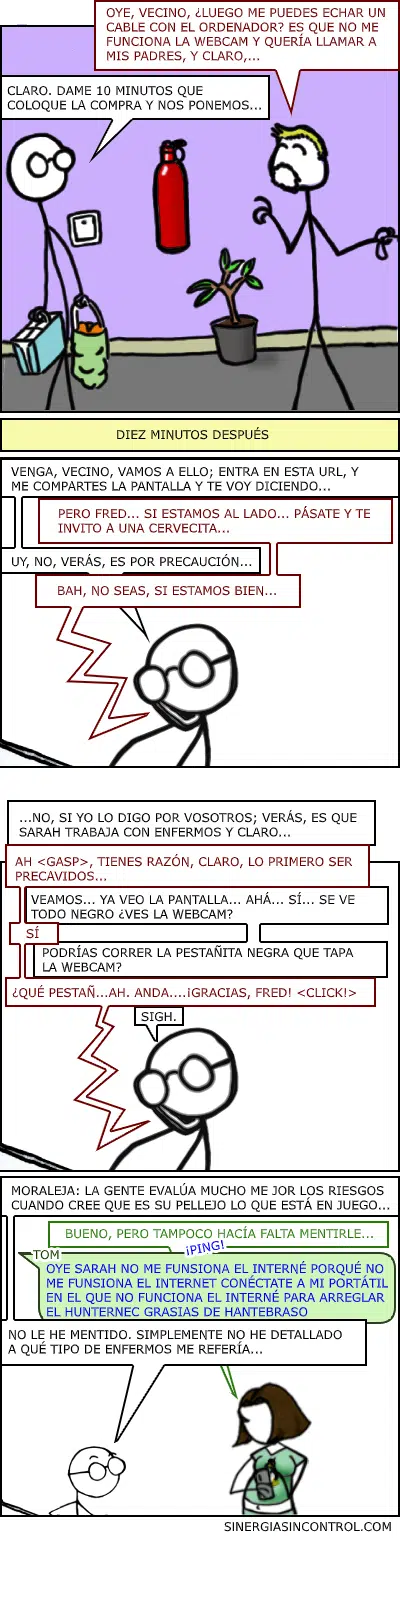 OYE, VECINO, ¿LUEGO ME PUEDES ECHAR UN
CABLE CON EL ORDENADOR? ES QUE NO ME
FUNCIONA LA WEBCAM Y QUERÍA LLAMAR A
MIS PADRES, Y CLARO,...
CLARO. DAME 10 MINUTOS QUE
COLOQUE LA COMPRA Y NOS PONEMOS...
DIEZ MINUTOS DESPUÉS
VENGA, VECINO, VAMOS A ELLO; ENTRA EN ESTA URL, Y
ME COMPARTES LA PANTALLA Y TE VOY DICIENDO...
PERO FRED... SI ESTAMOS AL LADO... PÁSATE Y TE
INVITO A UNA CERVECITA...
UY, NO, VERÁS, ES POR PRECAUCIÓN...
BAH, NO SEAS, SI ESTAMOS BIEN...
...NO, SI YO LO DIGO POR VOSOTROS; VERÁS, ES QUE
SARAH TRABAJA CON ENFERMOS Y CLARO...
AH <GASP>, TIENES RAZÓN, CLARO, LO PRIMERO SER
PRECAVIDOS...
VEAMOS... YA VEO LA PANTALLA... AHÁ... SÍ... SE VE
TODO NEGRO ¿VES LA WEBCAM?
SÍ
PODRÍAS CORRER LA PESTAÑITA NEGRA QUE TAPA
LA WEBCAM?
¿QUÉ PESTAÑ...AH. ANDA....¡GRACIAS, FRED! <CLICK!>
SIGH.
MORALEJA: LA GENTE EVALÚA MUCHO ME JOR LOS RIESGOS
CUANDO CREE QUE ES SU PELLEJO LO QUE ESTÁ EN JUEGO...
BUENO, PERO TAMPOCO HACÍA FALTA MENTIRLE...
¡PING!
TOM
OYE SARAH NO ME FUNSIONA EL INTERNÉ PORQUÉ NO
ME FUNSIONA EL INTERNET CONÉCTATE A MI PORTÁTIL
EN EL QUE NO FUNCIONA EL INTERNÉ PARA ARREGLAR
EL HUNTERNEC GRASIAS DE HANTEBRASO
NO LE HE MENTIDO. SIMPLEMENTE NO HE DETALLADO
A QUÉ TIPO DE ENFERMOS ME REFERÍA...
SINERGIASINCONTROL.COM